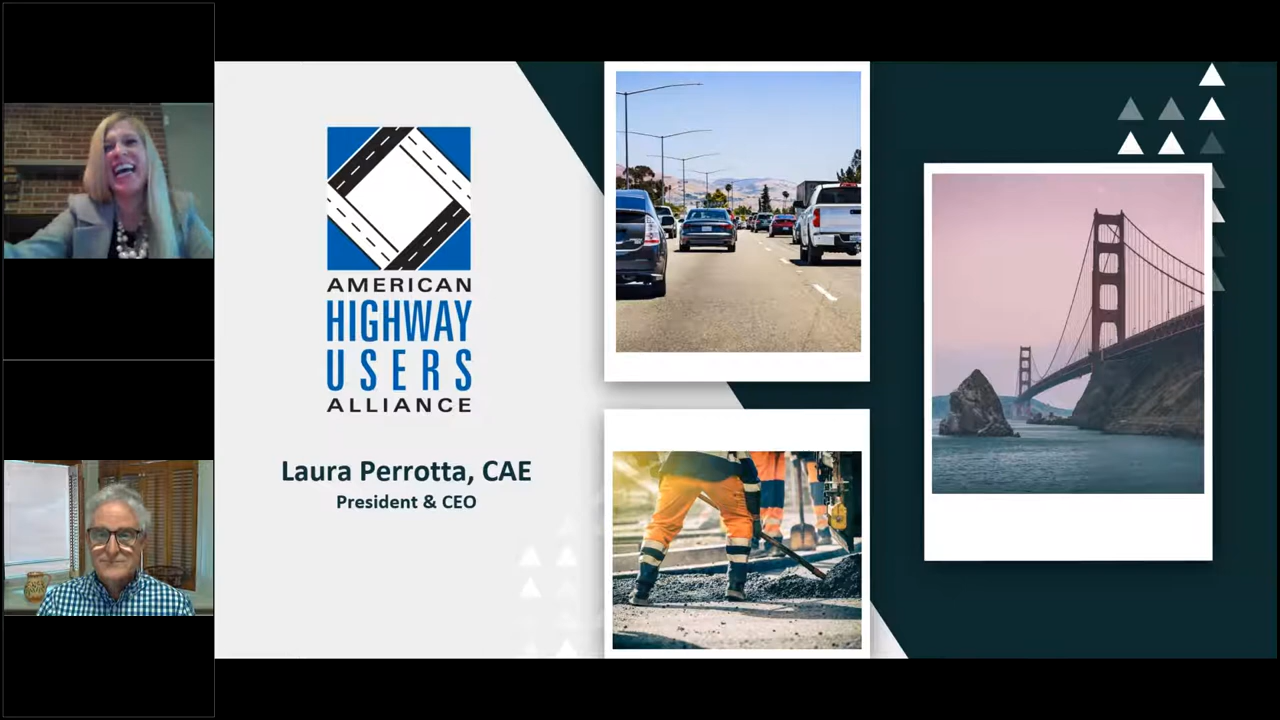 AMERICAN
HIGHWAY
USERS
ALLIANCE
Laura Perrotta, CAE
President & CEO